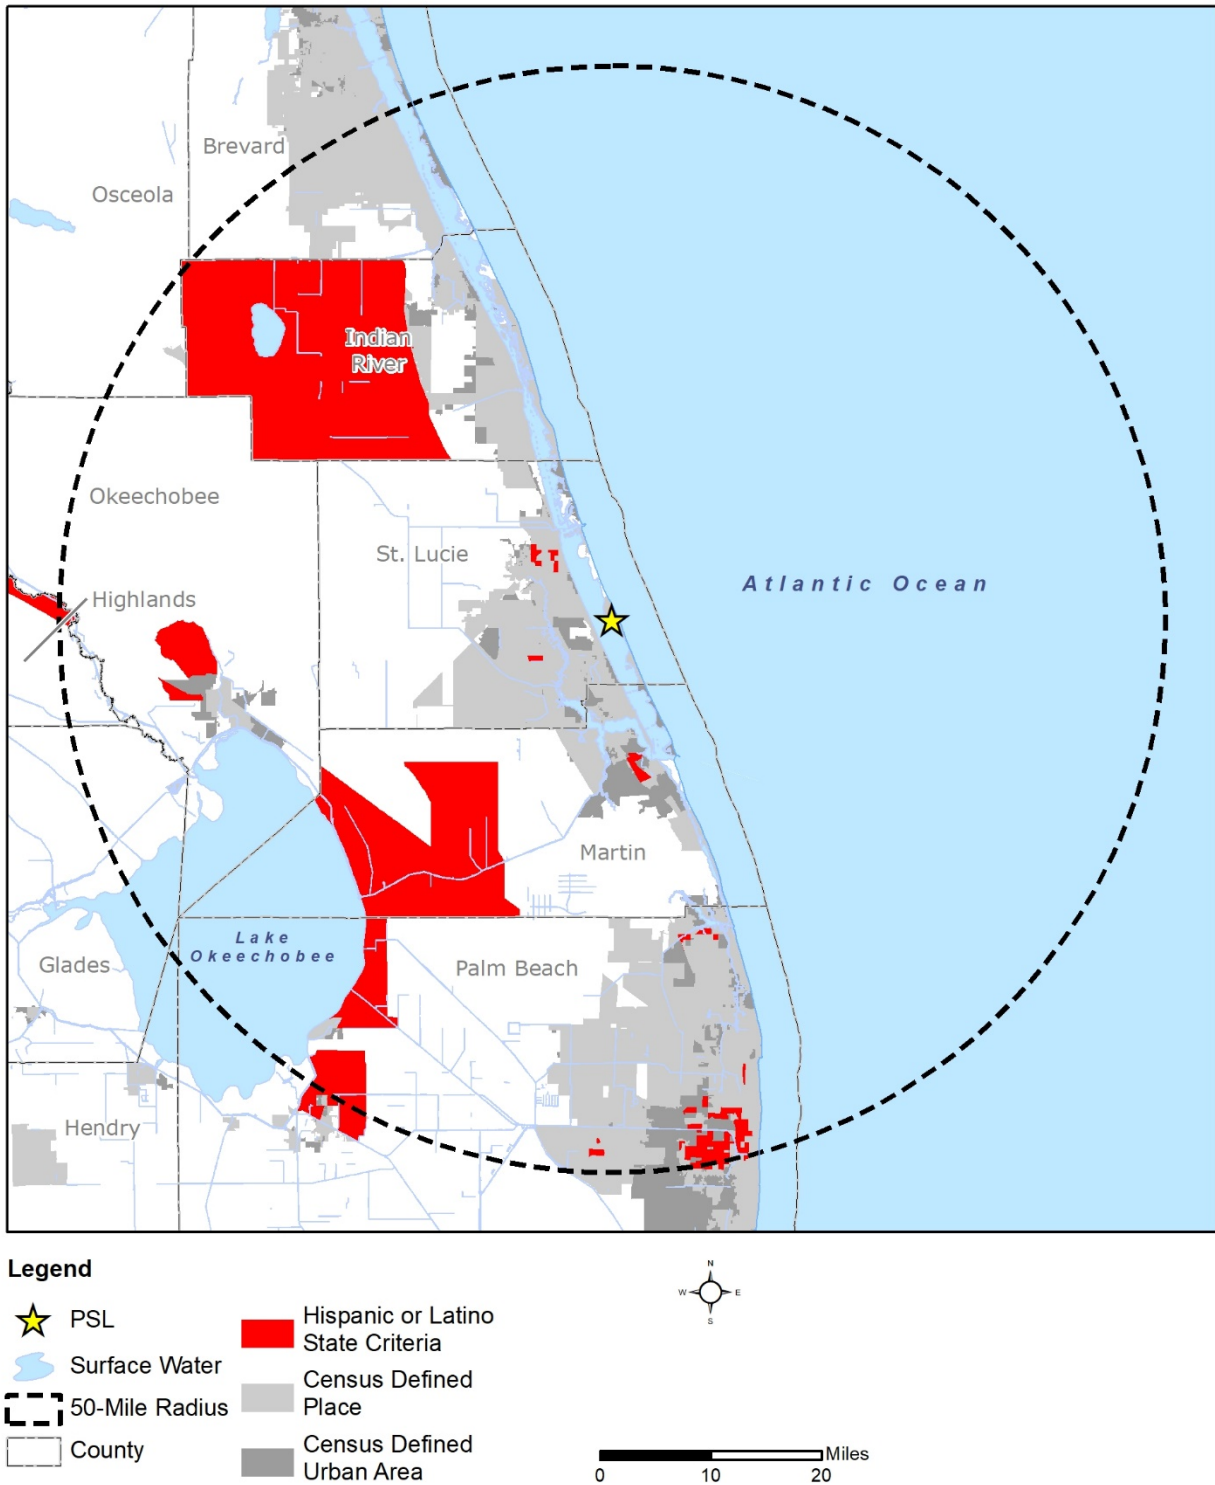 Brevard
Osceola
Indian
River
Okeechobee
St. Lucie
Atlantic Ocean
Highlands
Martin
Lake
Okeechobee
Glades
Palm Beach
Hendry
Legend
PSL
Surface Water
50-Mile Radius
County
Hispanic or Latino
State Criteria
Census Defined
Place
Census Defined
Urban Area
N
W E
S
Miles
0 10 20